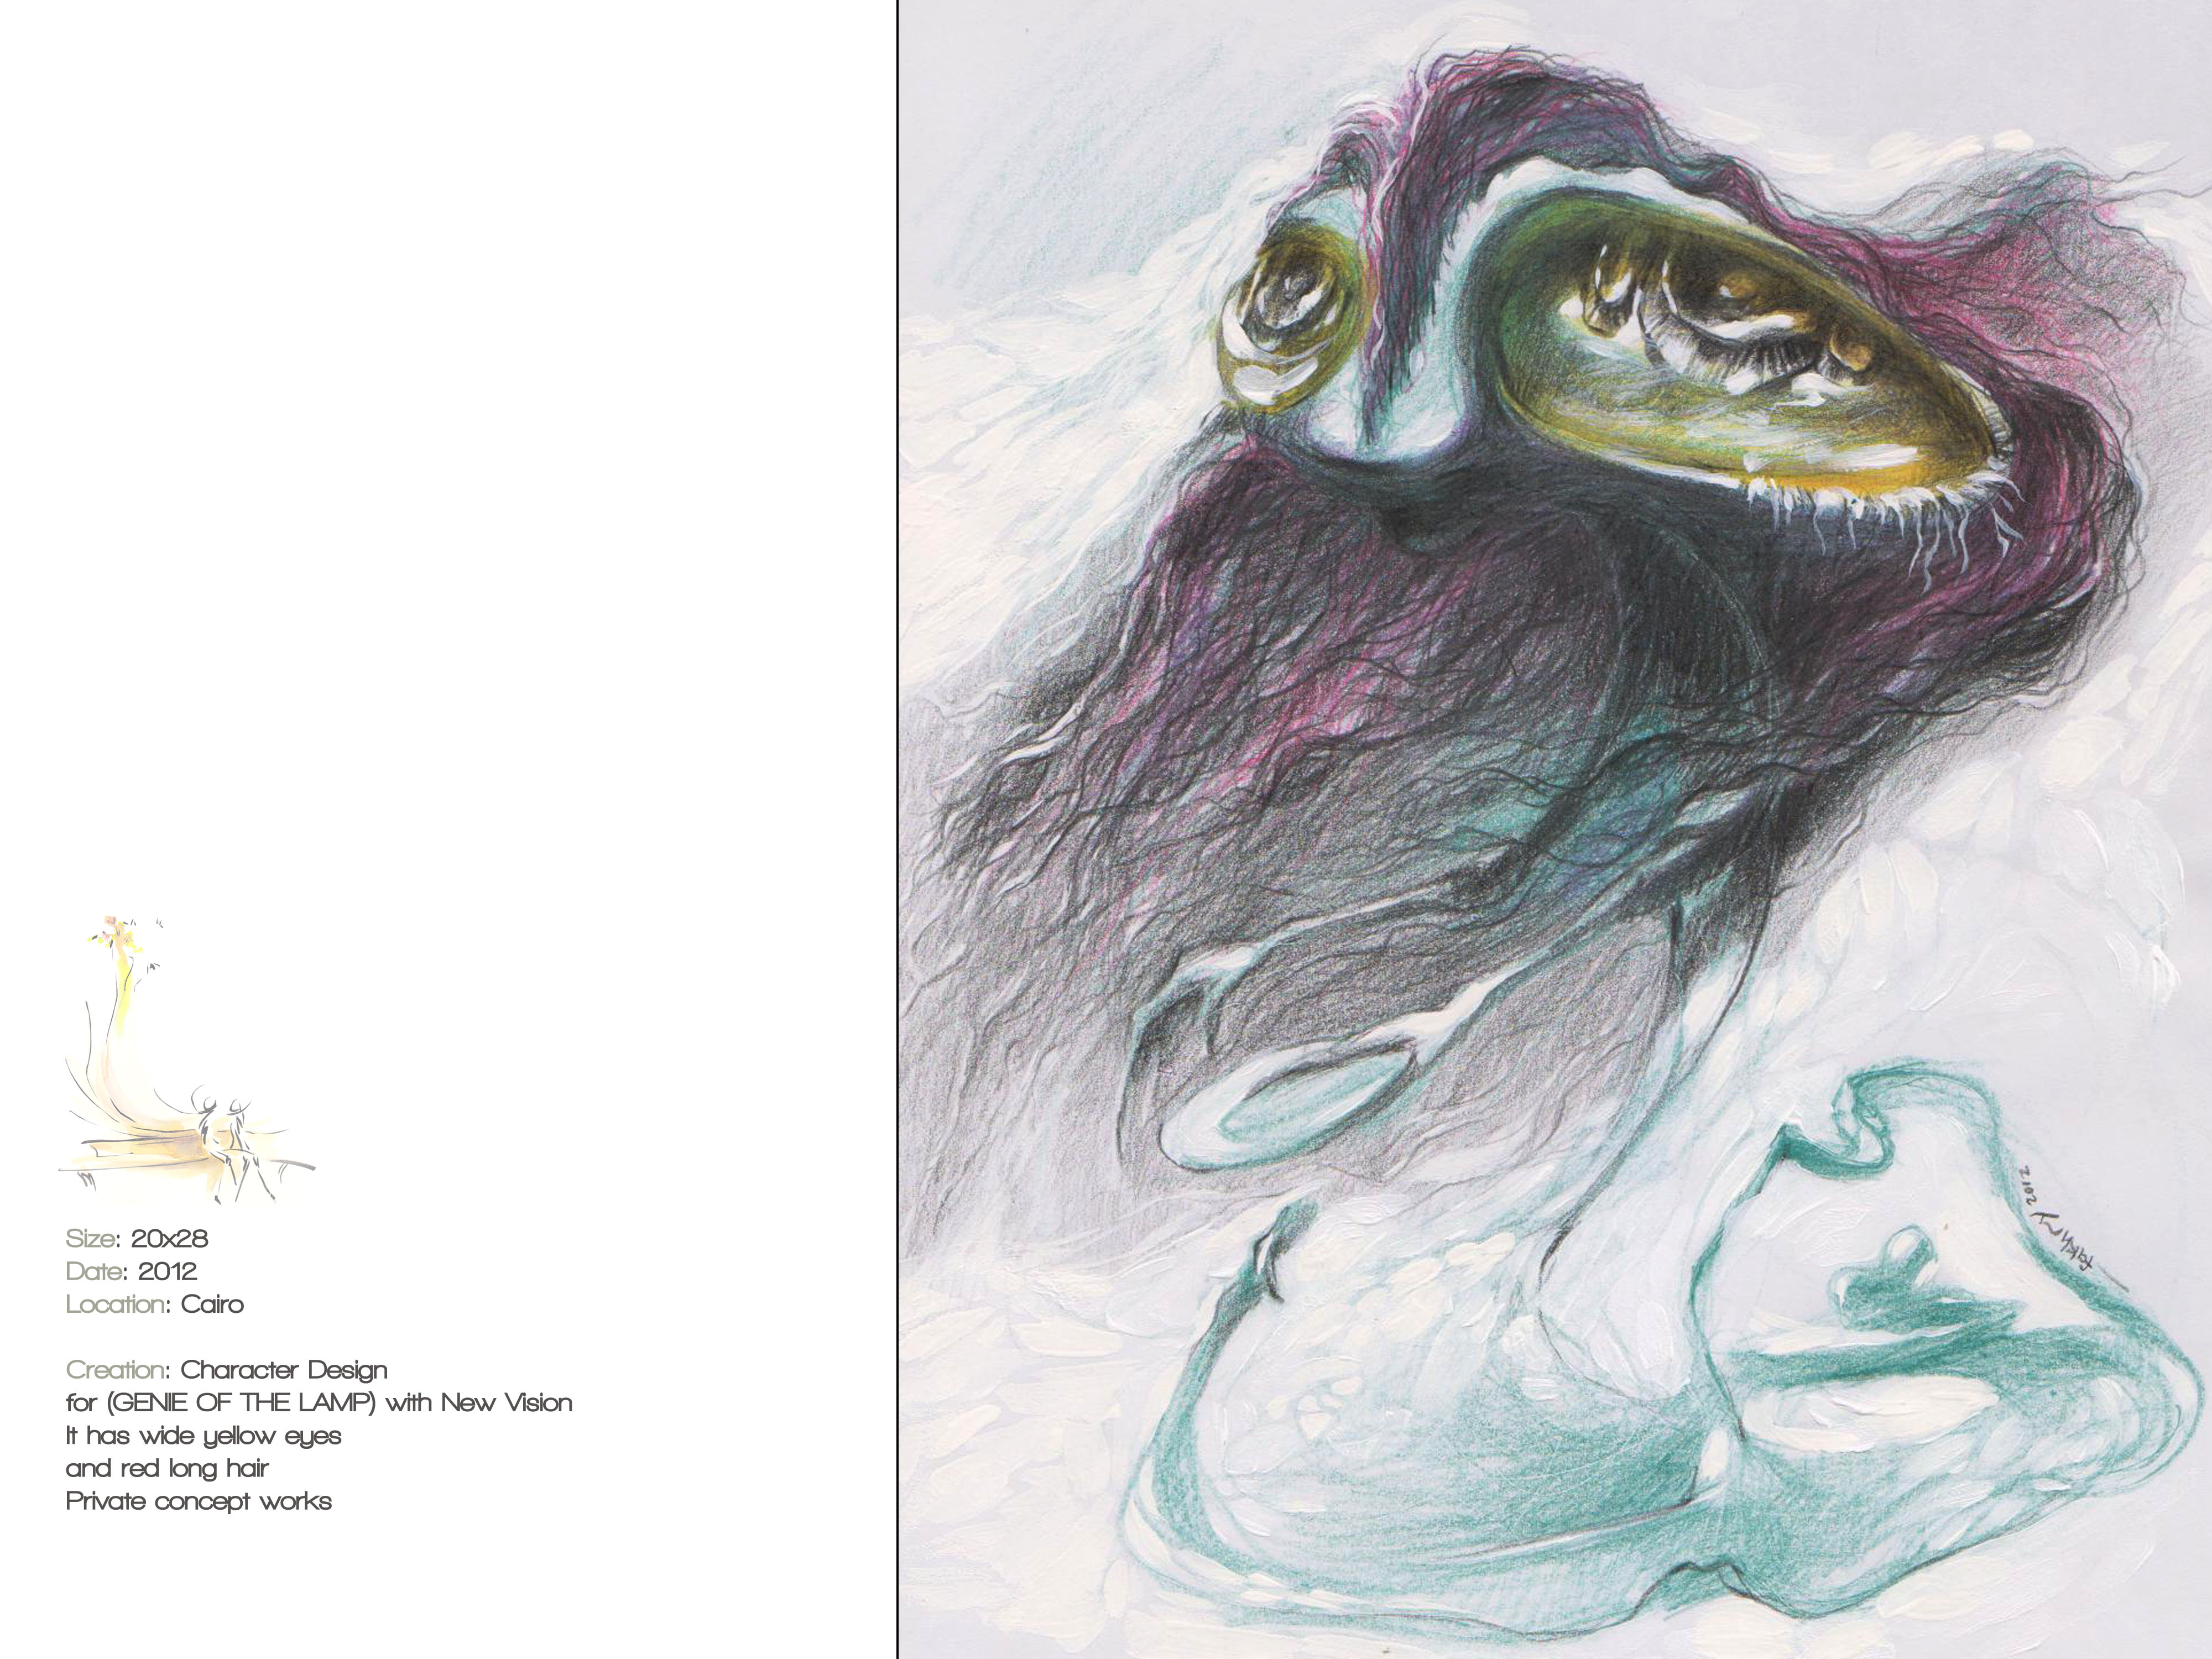 Size: 20x28
Date: 2012
Location: Cairo
Creation: Character Design
for (GENIE OF THE LAMP) with New Vision
It has wide yellow eyes
and red long hair
Private concept works
2012